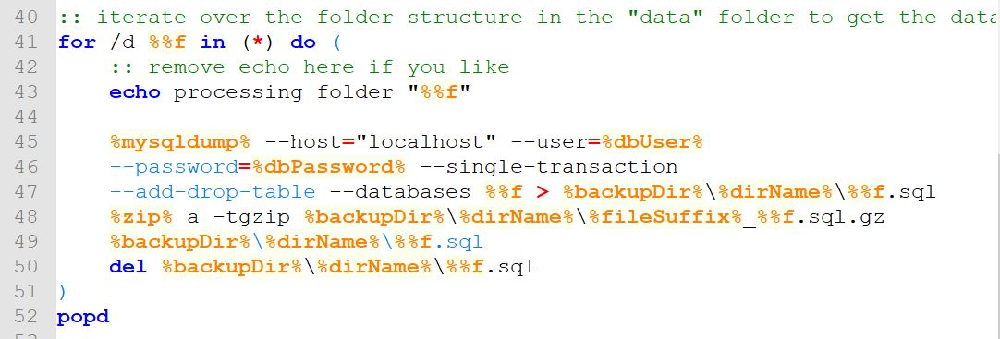 40 :: iterate over the folder structure in the "data" folder to get the data
41 for /d %%f in (*) do (
42     :: remove echo here if you like
43     echo processing folder "%%f"
44
45     %mysqldump% --host="localhost" --user=%dbUser%
46     --password=%dbPassword% --single-transaction
47     --add-drop-table --databases %%f > %backupDir%\%dirName%\%%f.sql
48     %zip% a -tgzip %backupDir%\%dirName%\%fileSuffix%_%%f.sql.gz
49     %backupDir%\%dirName%\%%f.sql
50     del %backupDir%\%dirName%\%%f.sql
51 )
52 popd